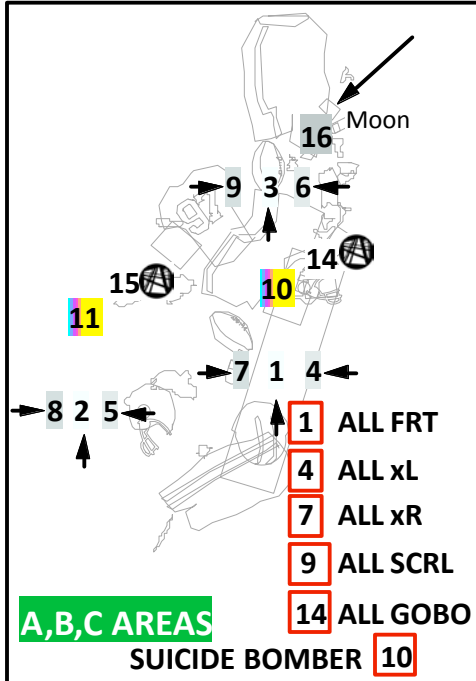 Moon
16
9 3 6
14
15
10
11
7 1 4
8 2 5
1 ALL FRT
4 ALL xL
7 ALL xR
9 ALL SCRL
14 ALL GOBO
A,B,C AREAS
SUICIDE BOMBER 10